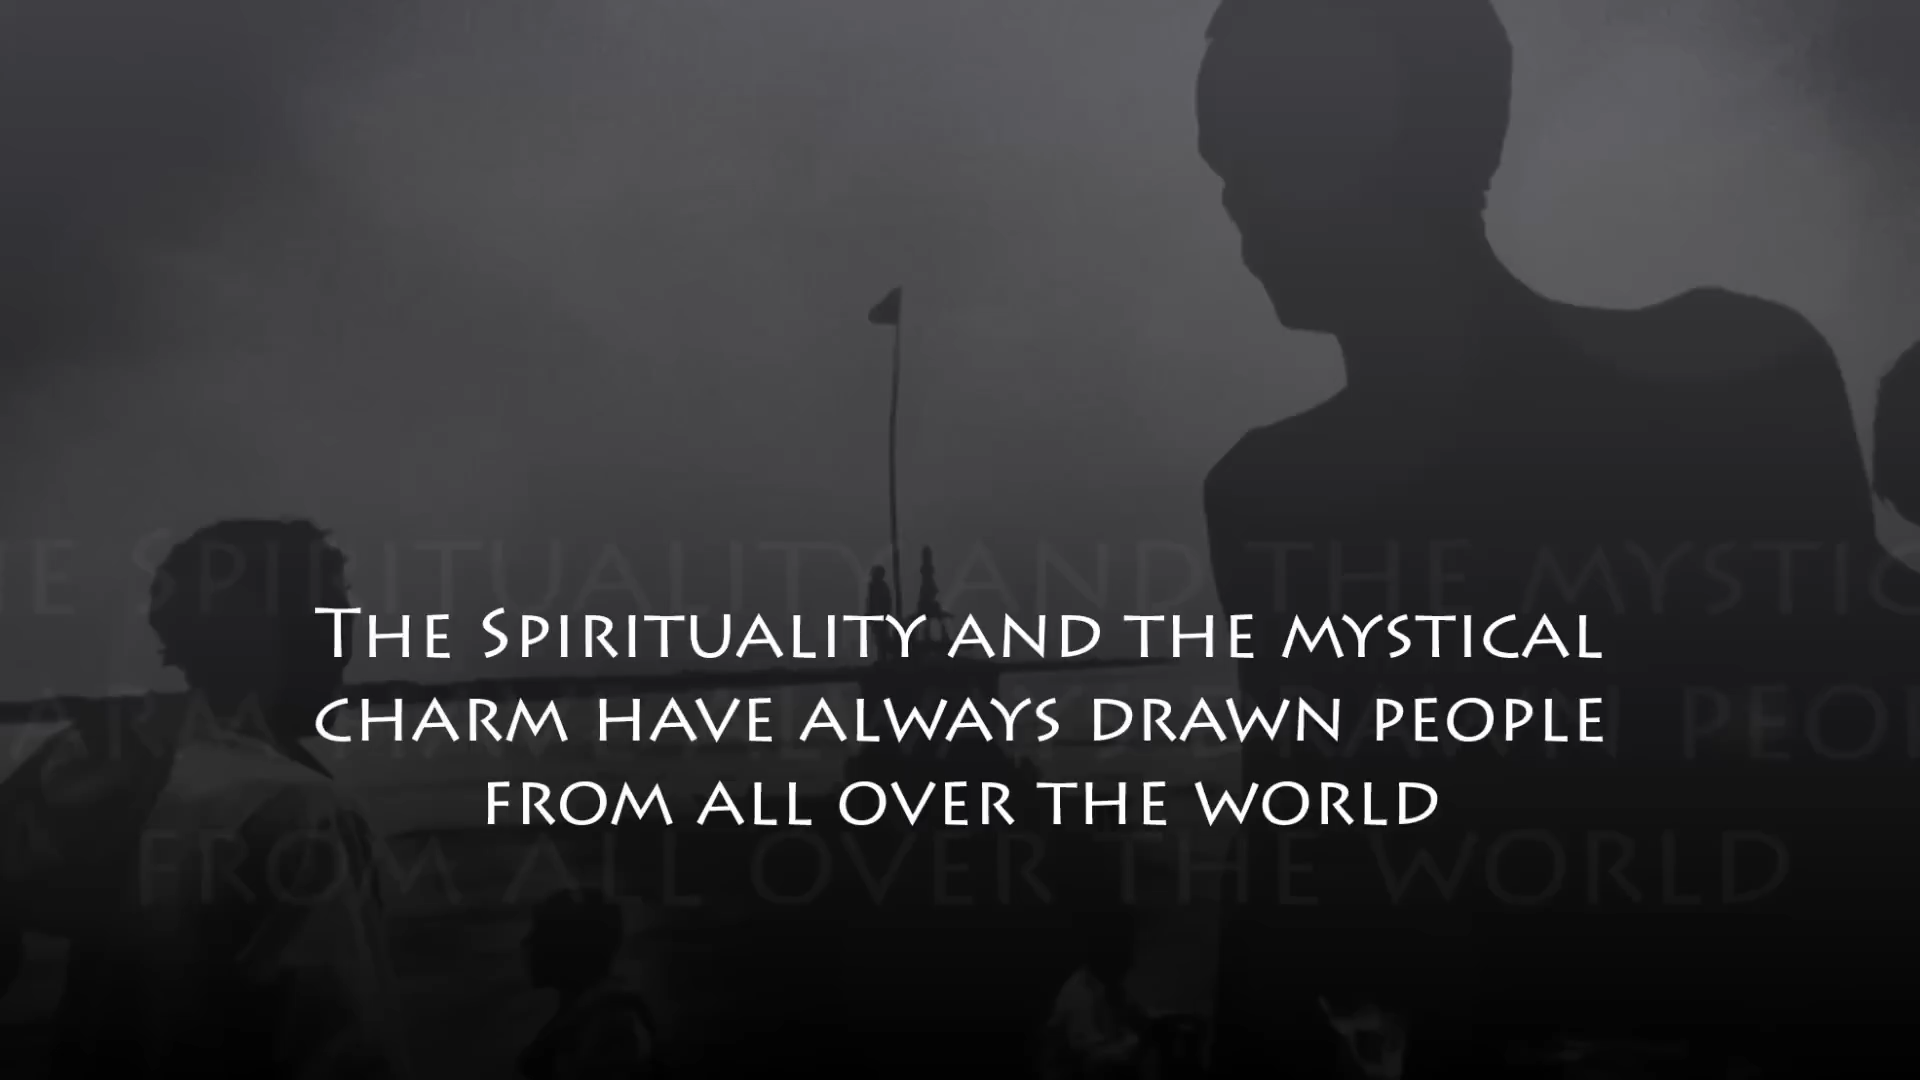 The Spirituality and the mystical
charm have always drawn people
from all over the world